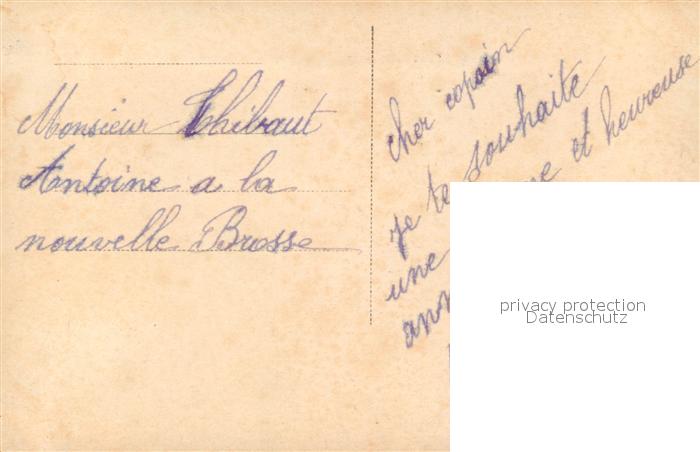 Monsieur Thibaut
Antoine a la
nouvelle Brosse
cher copain
je te souhaite
une et heureuse
privacy protection
Datenschutz